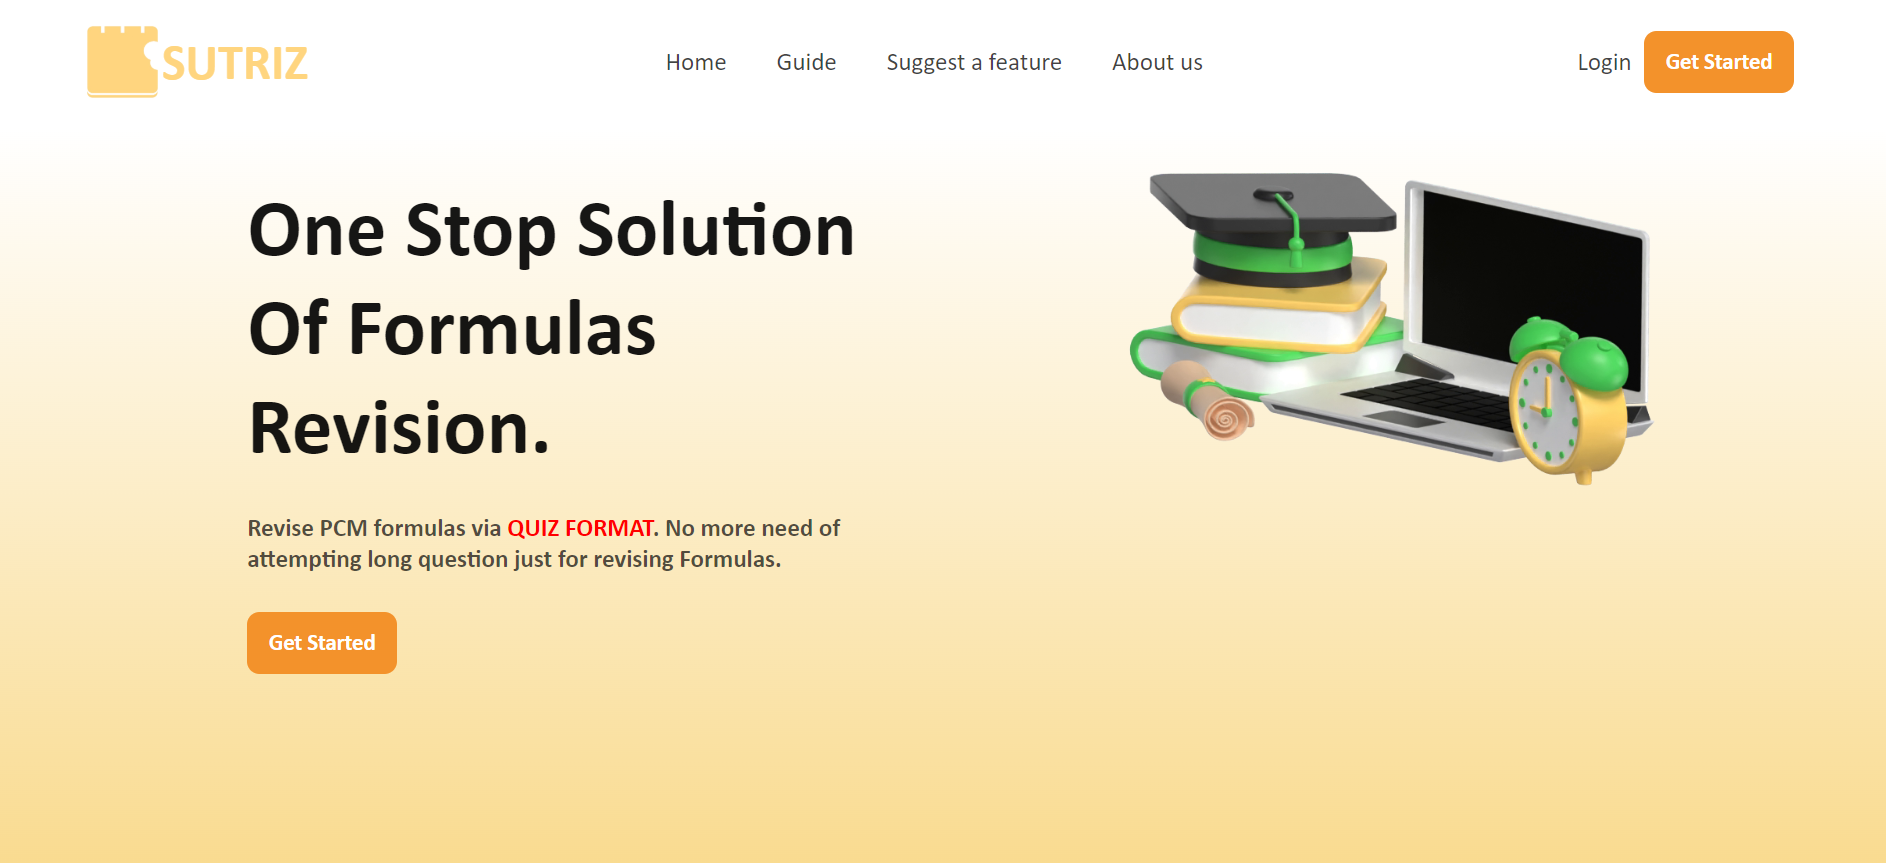 SUTRIZ
Home Guide Suggest a feature About us Login Get Started
One Stop Solution
Of Formulas
Revision.
Revise PCM formulas via QUIZ FORMAT. No more need of
attempting long question just for revising Formulas.
Get Started